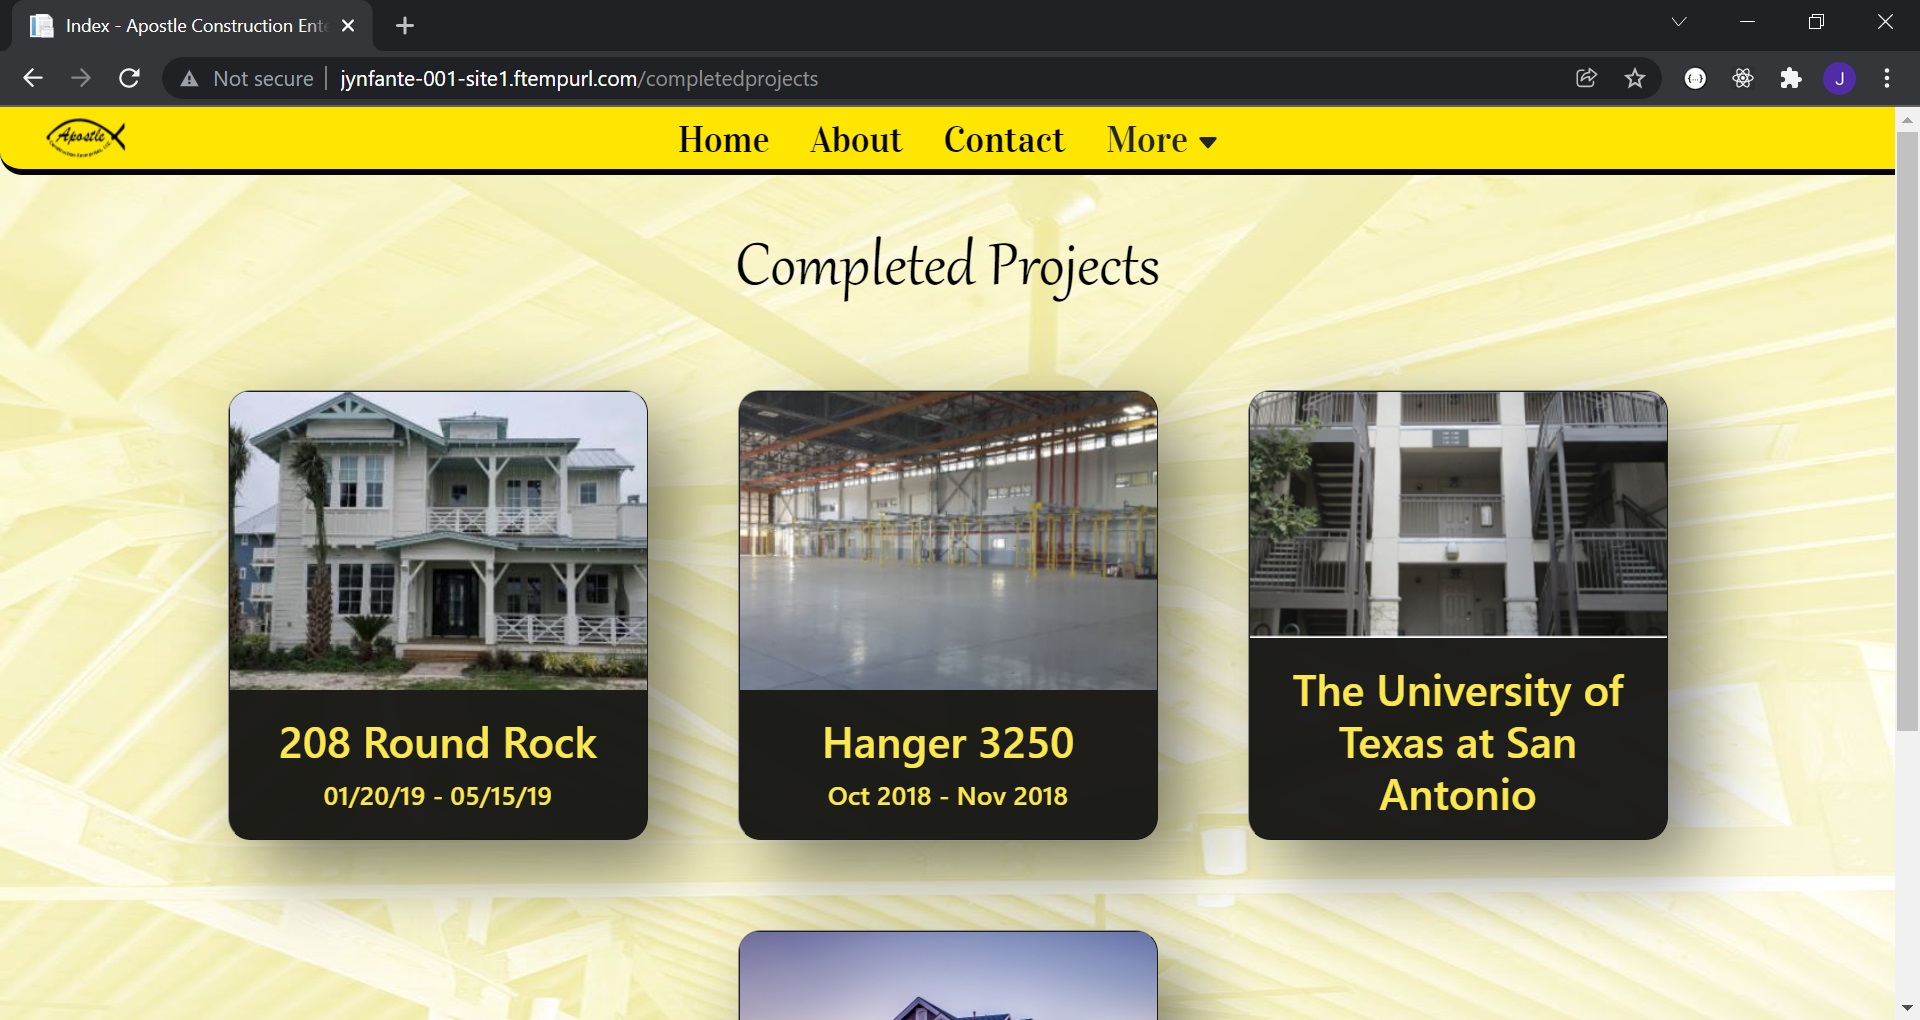 Index - Apostle Construction Ente
Not secure
jynfante-001-site1.ftempurl.com/completedprojects
J
Apostle
Home About Contact More
Completed Projects
208 Round Rock
01/20/19 - 05/15/19
Hanger 3250
Oct 2018 - Nov 2018
The University of
Texas at San
Antonio